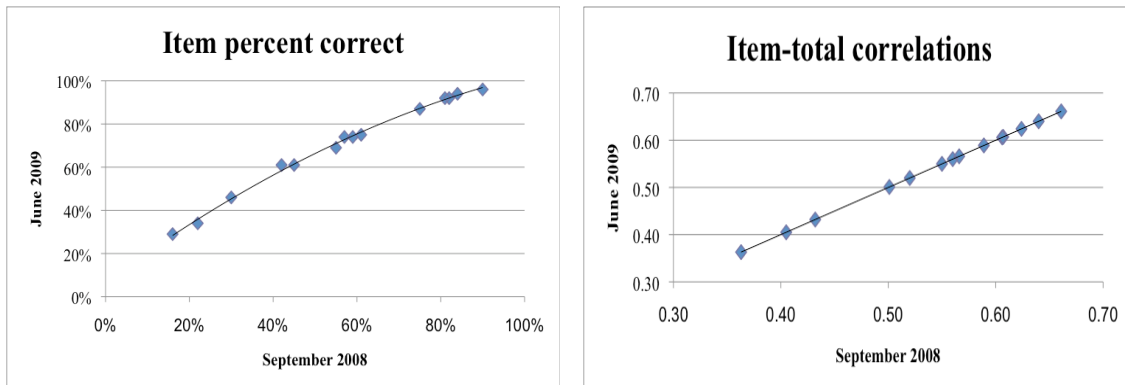 Item percent correct
100%
80%
60%
40%
20%
0%
June 2009
0% 20% 40% 60% 80% 100%
September 2008
Item-total correlations
0.70
0.60
0.50
0.40
0.30
June 2009
0.30 0.40 0.50 0.60 0.70
September 2008